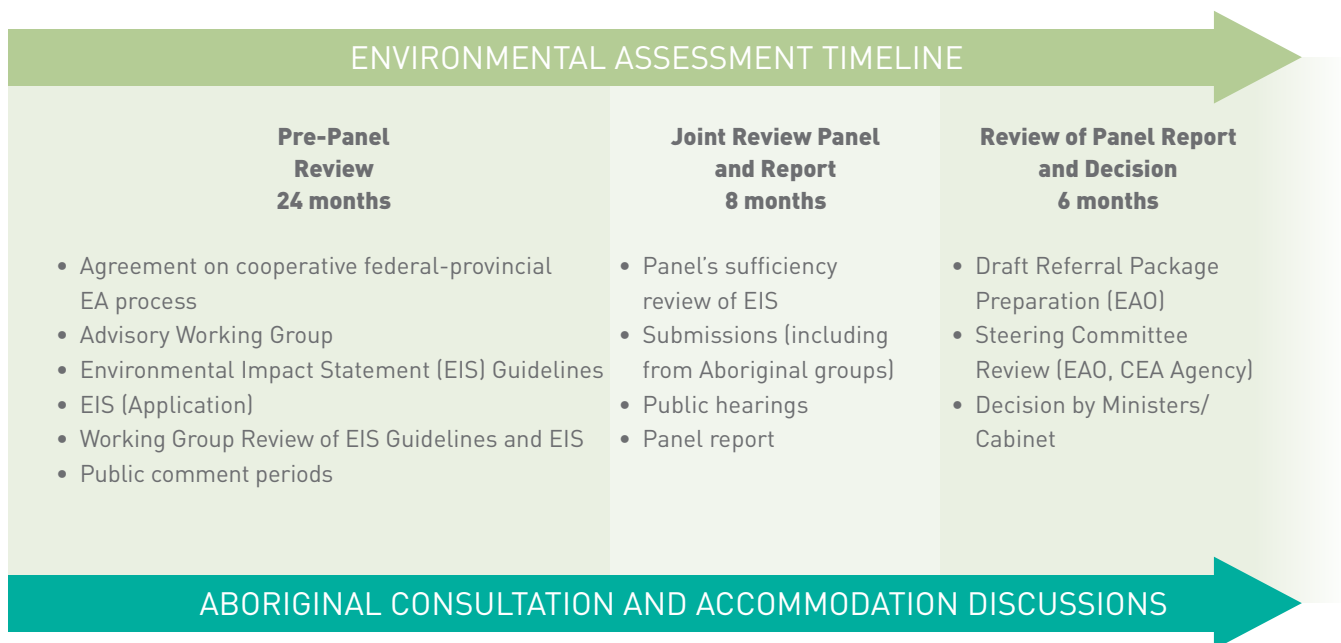 ENVIRONMENTAL ASSESSMENT TIMELINE
Pre-Panel
Review
24 months
• Agreement on cooperative federal-provincial
EA process
• Advisory Working Group
• Environmental Impact Statement (EIS) Guidelines
• EIS (Application)
• Working Group Review of EIS Guidelines and EIS
• Public comment periods
Joint Review Panel
and Report
8 months
• Panel's sufficiency
review of EIS
• Submissions (including
from Aboriginal groups)
• Public hearings
• Panel report
Review of Panel Report
and Decision
6 months
• Draft Referral Package
Preparation (EAO)
• Steering Committee
Review (EAO, CEA Agency)
• Decision by Ministers/
Cabinet
ABORIGINAL CONSULTATION AND ACCOMMODATION DISCUSSIONS